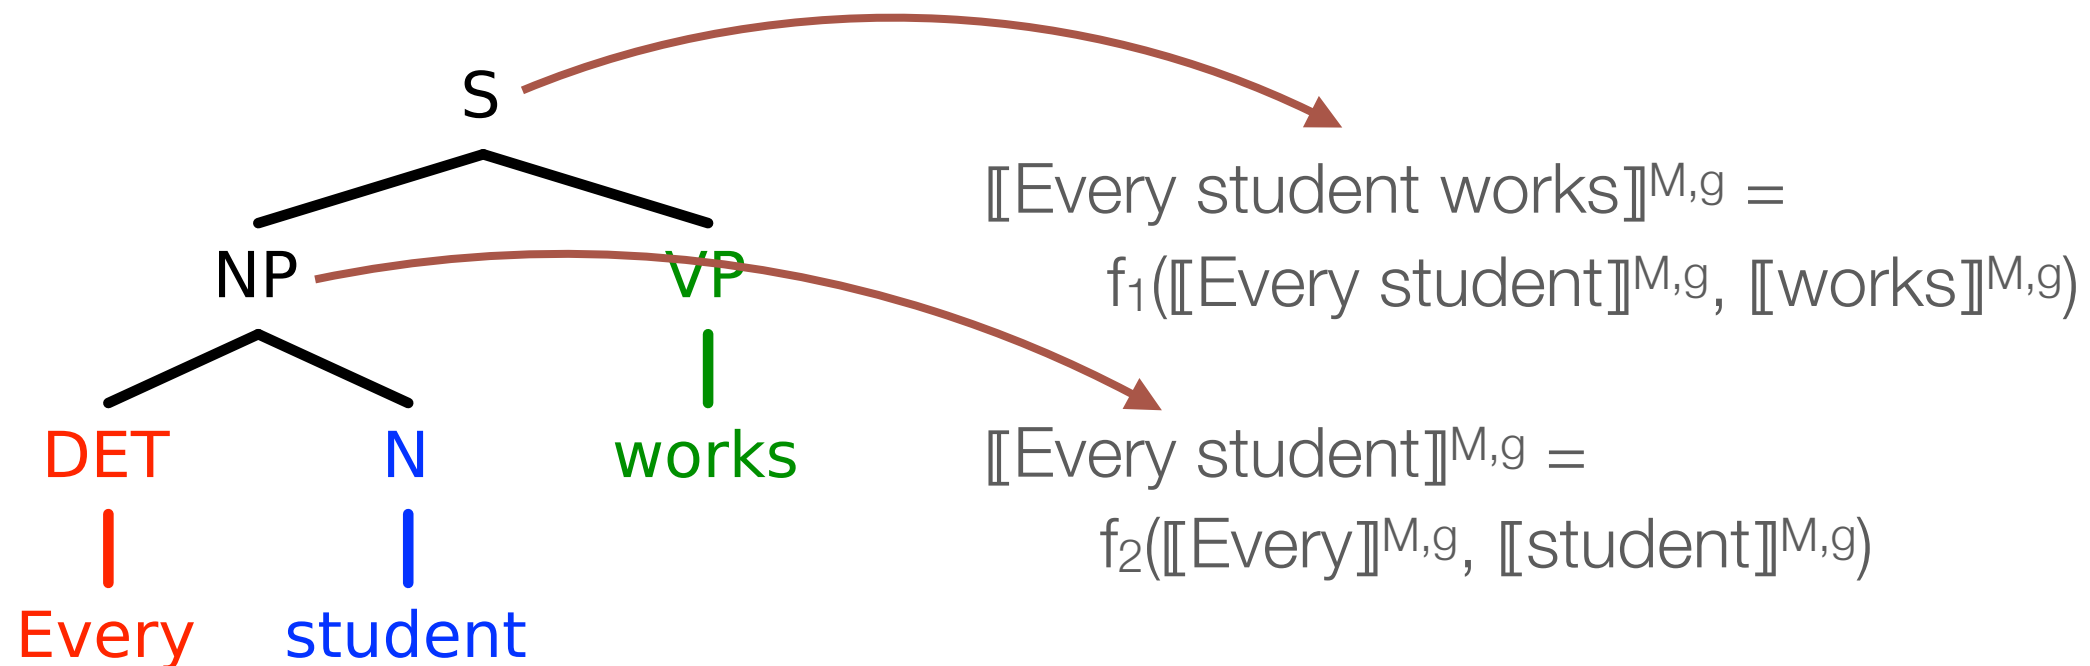 S
NP VP
DET N works
Every student
⟦Every student works⟧ᴹ,ᵍ =
f₁(⟦Every student⟧ᴹ,ᵍ, ⟦works⟧ᴹ,ᵍ)
⟦Every student⟧ᴹ,ᵍ =
f₂(⟦Every⟧ᴹ,ᵍ, ⟦student⟧ᴹ,ᵍ)